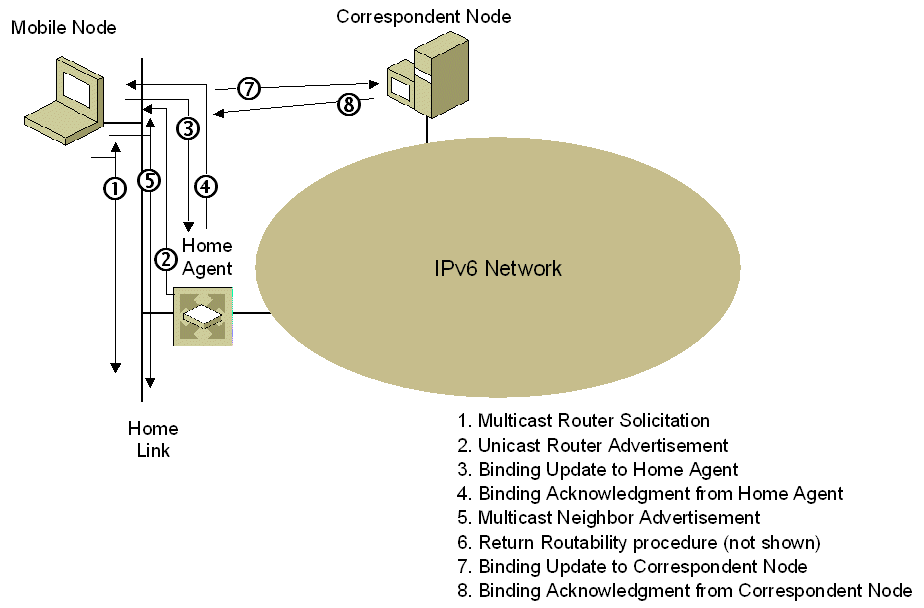 Correspondent Node
Mobile Node
7
8
3
1
5
4
2
Home
Agent
IPv6 Network
Home
Link
1. Multicast Router Solicitation
2. Unicast Router Advertisement
3. Binding Update to Home Agent
4. Binding Acknowledgment from Home Agent
5. Multicast Neighbor Advertisement
6. Return Routability procedure (not shown)
7. Binding Update to Correspondent Node
8. Binding Acknowledgment from Correspondent Node